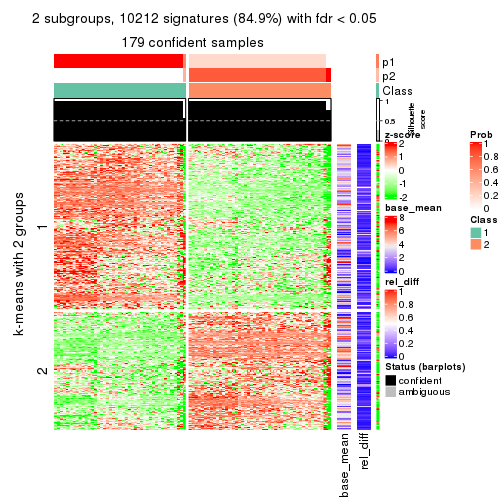 2 subgroups, 10212 signatures (84.9%) with fdr < 0.05
179 confident samples
p1
p2
Class
1
0.5
0
Silhouette
score
k-means with 2 groups
1
2
z-score
2
1
0
-1
-2
base_mean
8
6
4
2
0
rel_diff
1
0.8
0.6
0.4
0.2
0
Status (barplots)
confident
ambiguous
Prob
1
0.8
0.6
0.4
0.2
0
Class
1
2
base_mean
rel_diff